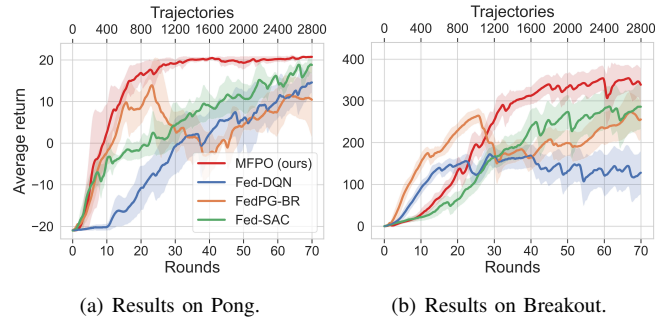 Trajectories
0 400 800 1200 1600 2000 2400 2800
20
10
0
−10
−20
Average return
MFPO (ours)
Fed-DQN
FedPG-BR
Fed-SAC
0 10 20 30 40 50 60 70
Rounds
(a) Results on Pong.
Trajectories
0 400 800 1200 1600 2000 2400 2800
400
300
200
100
0
0 10 20 30 40 50 60 70
Rounds
(b) Results on Breakout.